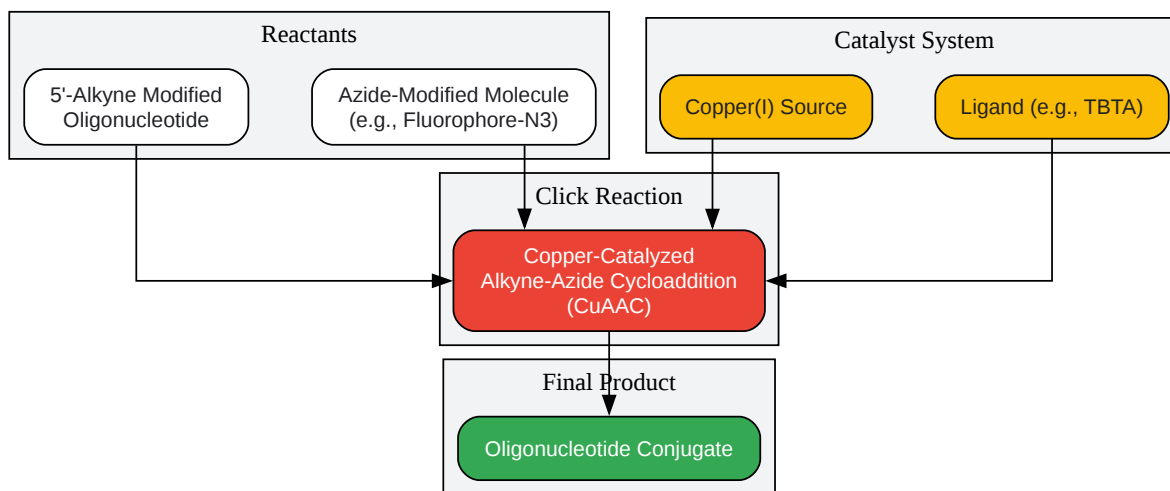 Reactants
5'-Alkyne Modified
Oligonucleotide
Azide-Modified Molecule
(e.g., Fluorophore-N3)
Catalyst System
Copper(I) Source
Ligand (e.g., TBTA)
Click Reaction
Copper-Catalyzed
Alkyne-Azide Cycloaddition
(CuAAC)
Final Product
Oligonucleotide Conjugate